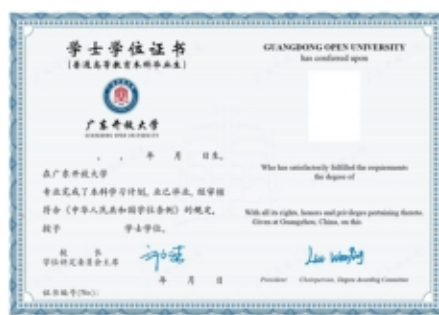 学士学位证书
(普通高等教育本科毕业生)
广东开放大学
GUANGDONG OPEN UNIVERSITY
, , 年 月 日生。
在广东开放大学
专业完成了本科学习计划,业已毕业,经审核
符合《中华人民共和国学位条例》的规定,
授予 学士学位。
校 长
学位评定委员会主席
年 月 日
证书编号(No):
GUANGDONG OPEN UNIVERSITY
has conferred upon
Who has satisfactorily fulfilled the requirements
the degree of
With all its rights, honors and privileges pertaining thereto.
Given at Guangzhou, China, on this
President Chairperson, Degree Awarding Committee